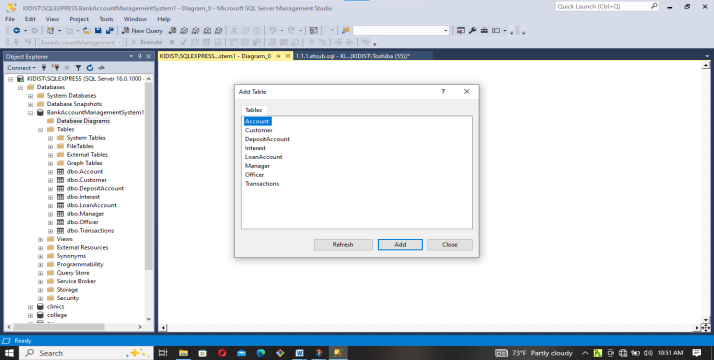 KIDIST\SQLEXPRESS.BankAccountManagementSystem1 - Diagram_0 - Microsoft SQL Server Management Studio
Quick Launch (Ctrl+Q)
File Edit View Project Tools Window Help
New Query
BankAccountManagement
Execute
Object Explorer
KIDIST\SQLEXPRESS...stem1 - Diagram_0
1.1.1.etsub.sql - KI...(KIDIST\Toshiba (55))*
Connect
KIDIST\SQLEXPRESS (SQL Server 16.0.1000 -
Databases
System Databases
Database Snapshots
BankAccountManagementSystem1
Database Diagrams
Tables
System Tables
FileTables
External Tables
Graph Tables
dbo.Account
dbo.Customer
dbo.DepositAccount
dbo.Interest
dbo.LoanAccount
dbo.Manager
dbo.Officer
dbo.Transactions
Views
External Resources
Synonyms
Programmability
Query Store
Service Broker
Storage
Security
clinics
college
Add Table
Tables
Account
Customer
DepositAccount
Interest
LoanAccount
Manager
Officer
Transactions
Refresh Add Close
Ready
Search
73°F Partly cloudy
10:51 AM